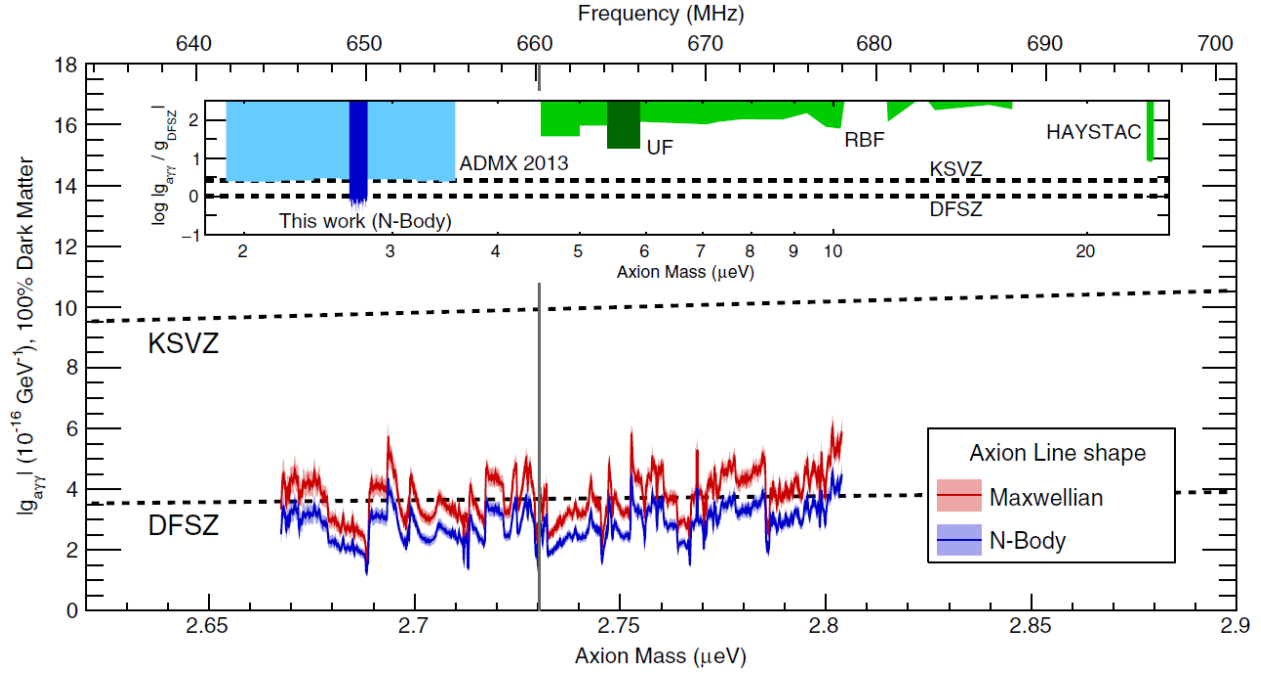 Frequency (MHz)
640 650 660 670 680 690 700
|g_aγγ| (10⁻¹⁶ GeV⁻¹), 100% Dark Matter
18
16
14
12
10
8
6
4
2
0
log |g_aγγ / g_DFSZ|
2
1
0
−1
ADMX 2013
UF
RBF
HAYSTAC
KSVZ
DFSZ
This work (N-Body)
2 3 4 5 6 7 8 9 10 20
Axion Mass (μeV)
KSVZ
DFSZ
Axion Line shape
Maxwellian
N-Body
2.65 2.7 2.75 2.8 2.85 2.9
Axion Mass (μeV)